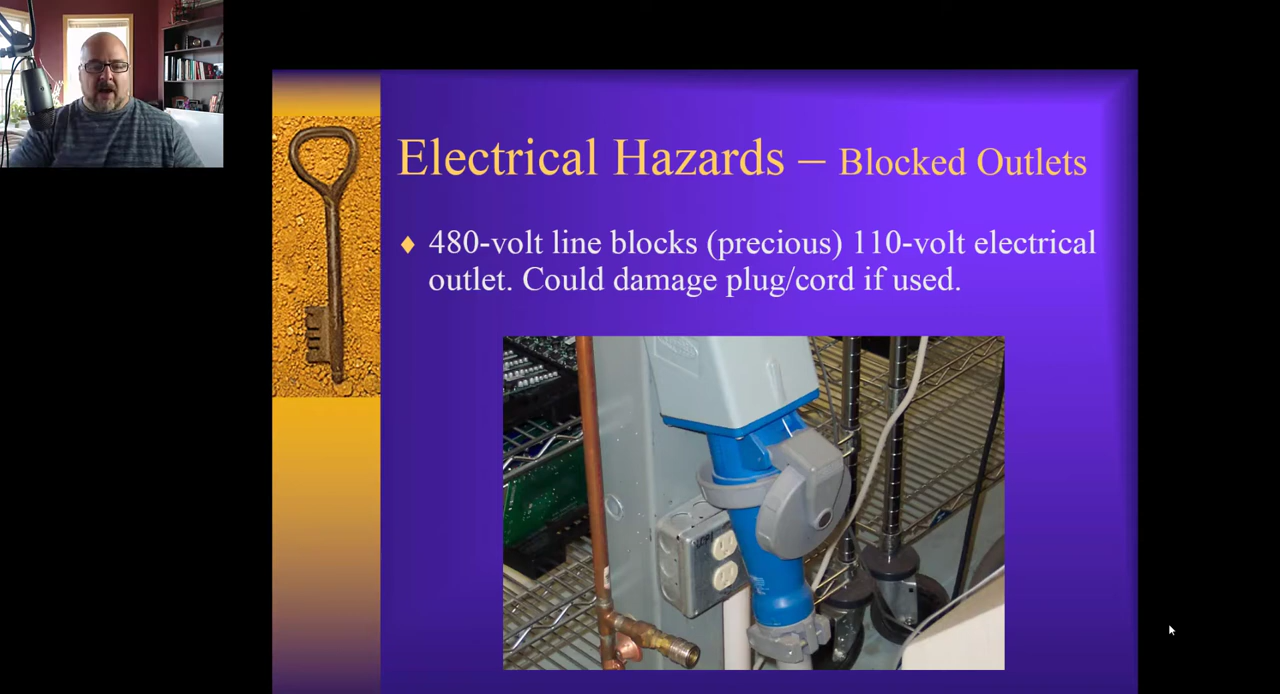 Electrical Hazards – Blocked Outlets
480-volt line blocks (precious) 110-volt electrical
outlet. Could damage plug/cord if used.